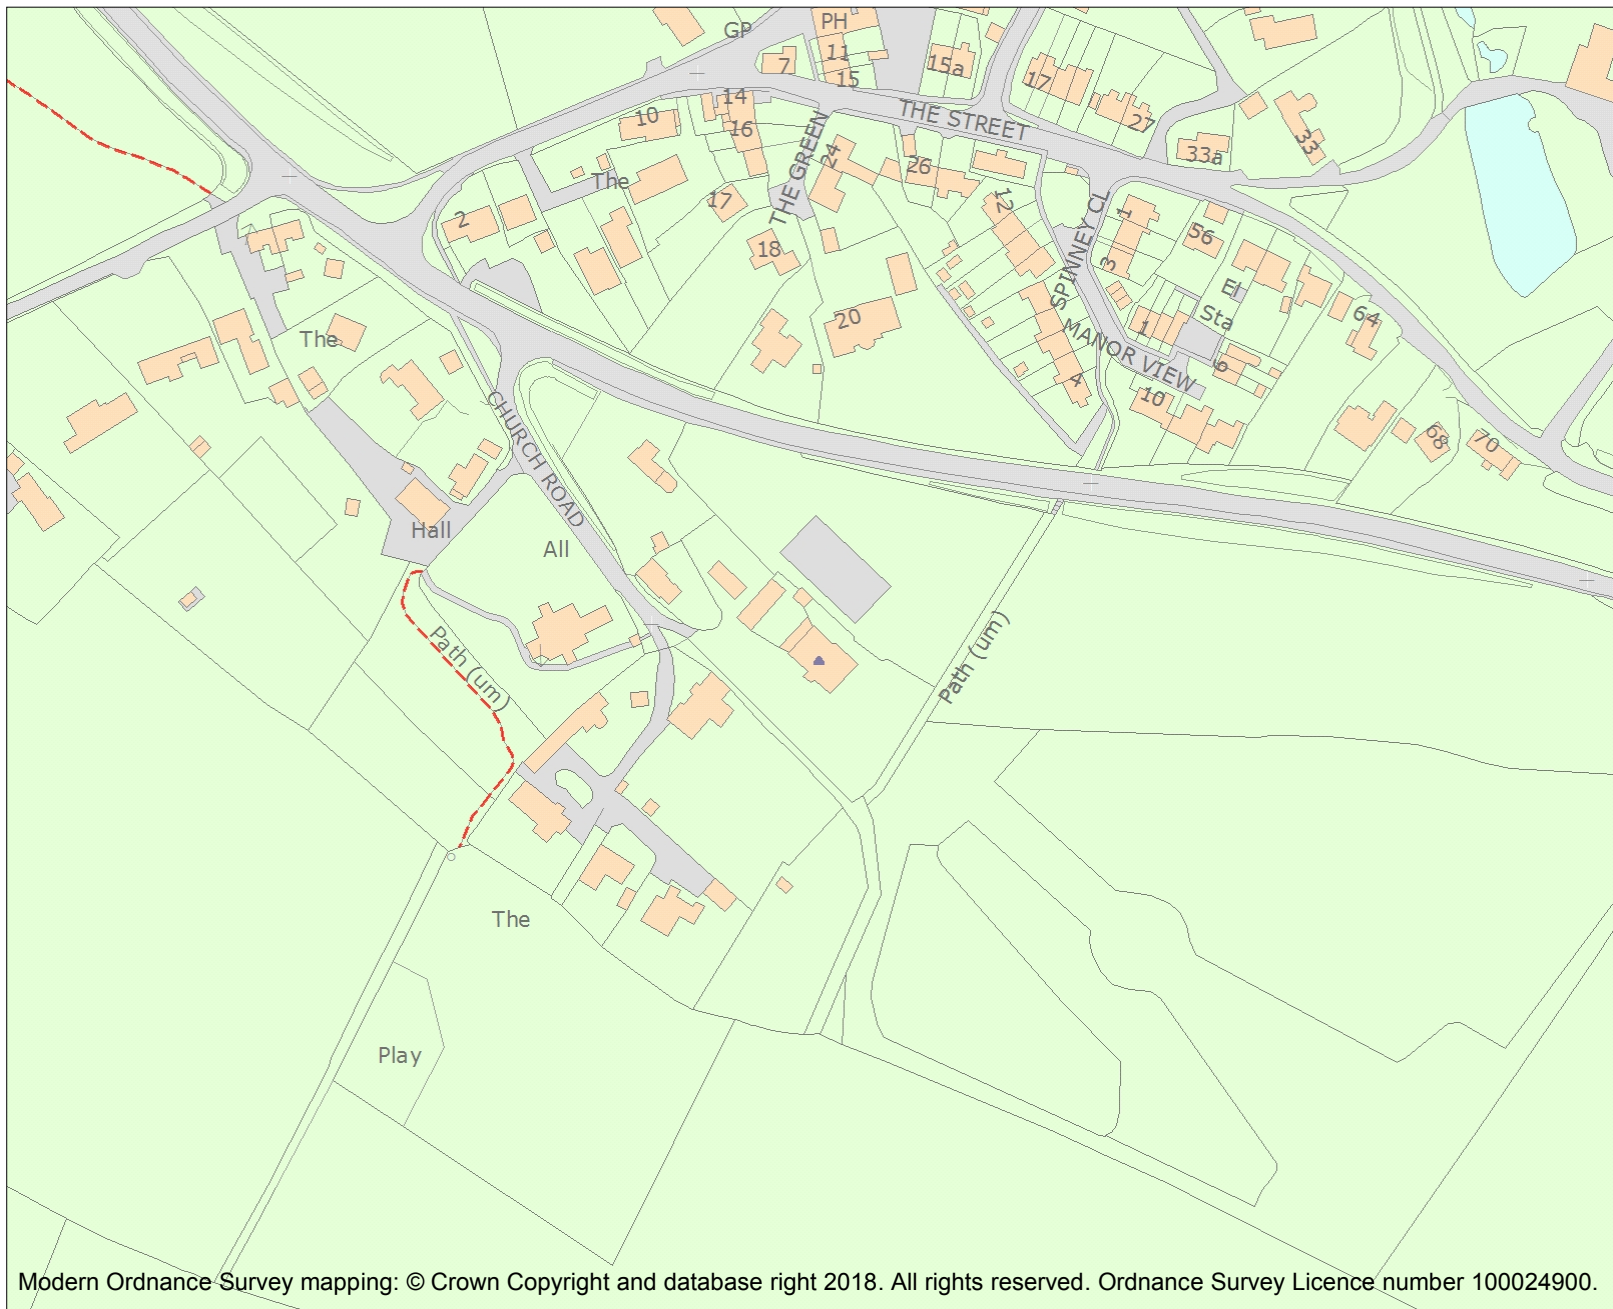 GP
PH
11
7
15
15a
17
14
10
16
THE STREET
27
33
33a
THE GREEN
24
26
The
17
2
12
1
SPINNEY CL
56
18
3
El
Sta
20
64
1
MANOR VIEW
The
6
4
10
CHURCH ROAD
68
70
Hall
All
Path (um)
Path (um)
The
Play
Modern Ordnance Survey mapping: © Crown Copyright and database right 2018. All rights reserved. Ordnance Survey Licence number 100024900.